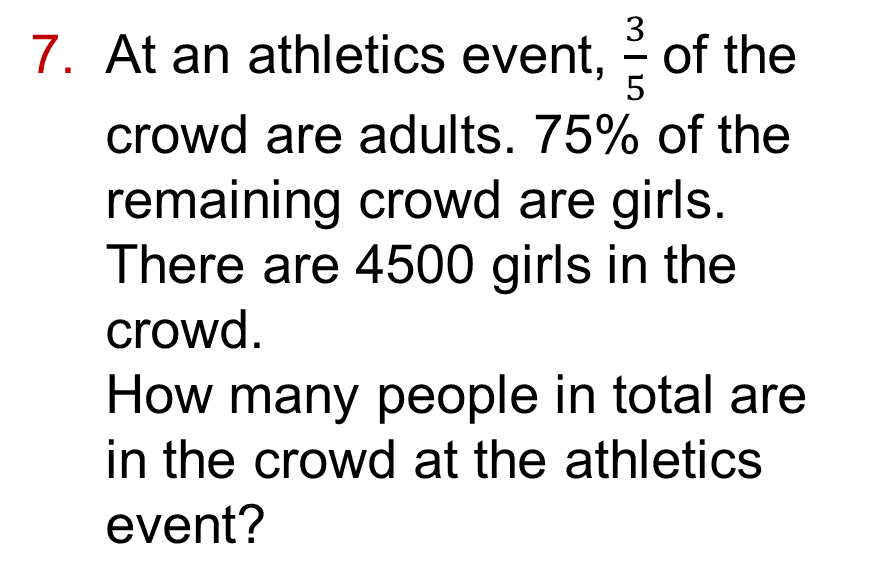 7. At an athletics event, 3/5 of the
crowd are adults. 75% of the
remaining crowd are girls.
There are 4500 girls in the
crowd.
How many people in total are
in the crowd at the athletics
event?